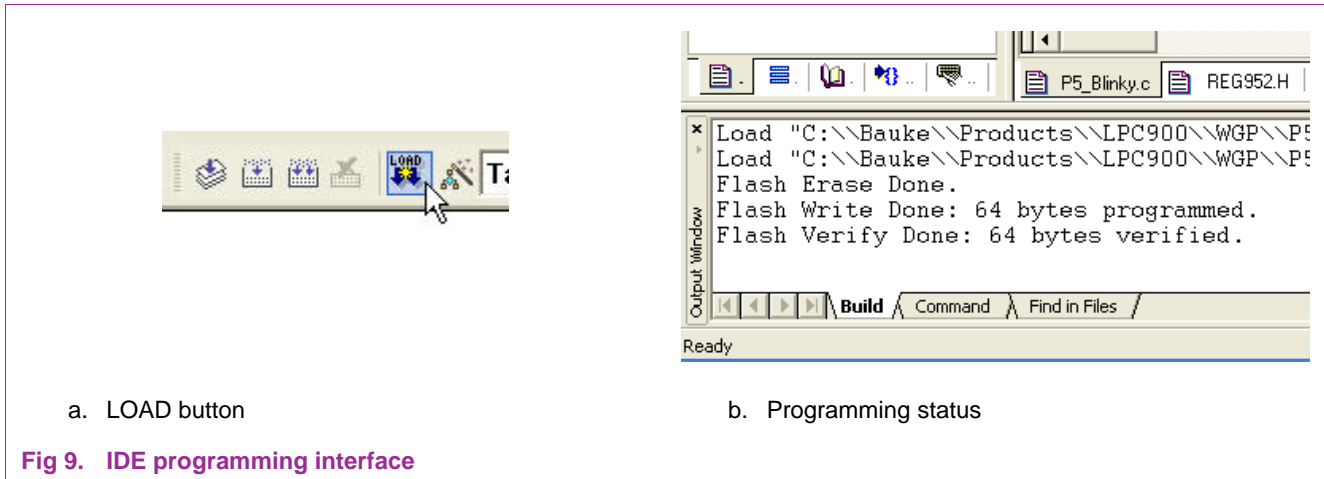 LOAD
P5_Blinky.c REG952.H
Load "C:\\Bauke\\Products\\LPC900\\WGP\\P5
Load "C:\\Bauke\\Products\\LPC900\\WGP\\P5
Flash Erase Done.
Flash Write Done: 64 bytes programmed.
Flash Verify Done: 64 bytes verified.
Output Window
Build Command Find in Files
Ready
a. LOAD button
b. Programming status
Fig 9. IDE programming interface